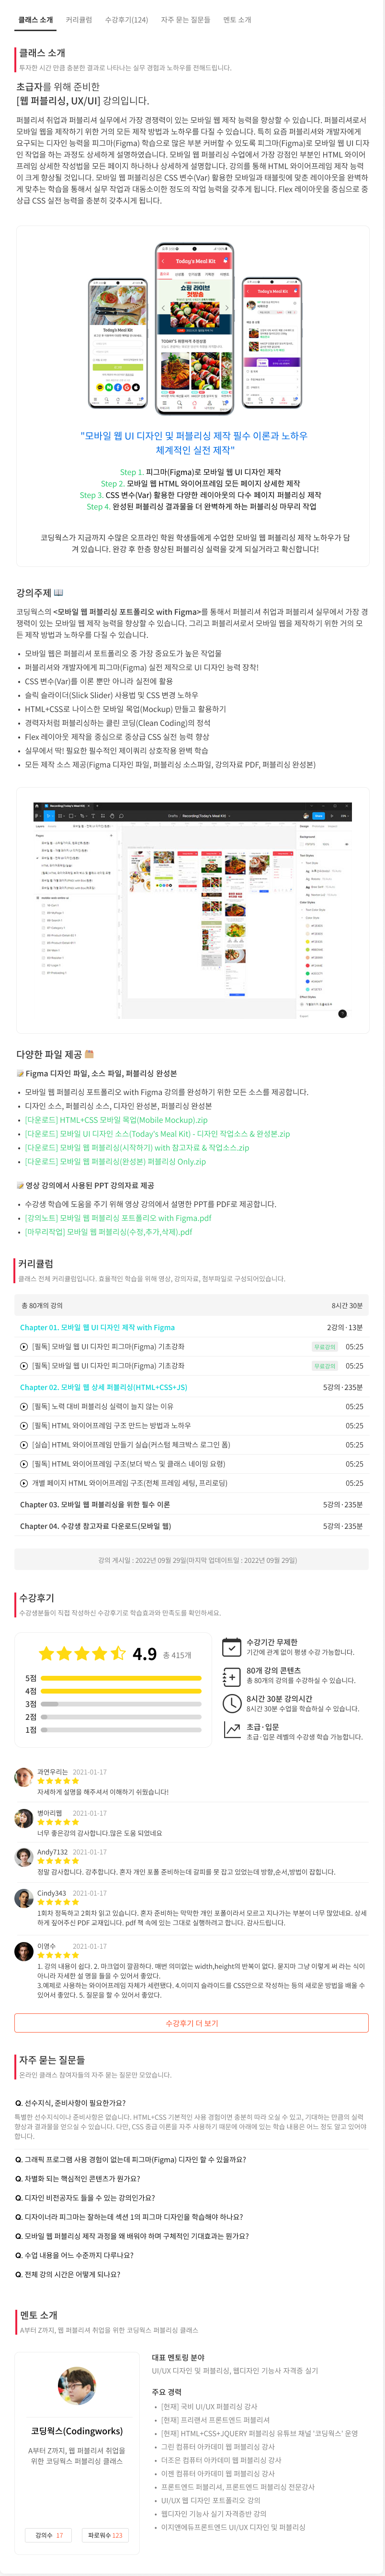 클래스 소개 커리큘럼 수강후기(124) 자주 묻는 질문들 멘토 소개
클래스 소개
투자한 시간 만큼 충분한 결과로 나타나는 실무 경험과 노하우를 전해드립니다.
초급자를 위해 준비한
[웹 퍼블리싱, UX/UI] 강의입니다.
퍼블리셔 취업과 퍼블리셔 실무에서 가장 경쟁력이 있는 모바일 웹 제작 능력을 향상할 수 있습니다. 퍼블리셔로서
모바일 웹을 제작하기 위한 거의 모든 제작 방법과 노하우를 다질 수 있습니다. 특히 요즘 퍼블리셔와 개발자에게
요구되는 디자인 능력을 피그마(Figma) 학습으로 많은 부분 커버할 수 있도록 피그마(Figma)로 모바일 웹 UI 디자
인 작업을 하는 과정도 상세하게 설명하였습니다. 모바일 웹 퍼블리싱 수업에서 가장 강점인 부분인 HTML 와이어
프레임 상세한 작성법을 모든 페이지 하나하나 상세하게 설명합니다. 강의를 통해 HTML 와이어프레임 제작 능력
이 크게 향상될 것입니다. 모바일 웹 퍼블리싱은 CSS 변수(Var) 활용한 모바일과 태블릿에 맞춘 레이아웃을 완벽하
게 맞추는 학습을 통해서 실무 작업과 대동소이한 정도의 작업 능력을 갖추게 됩니다. Flex 레이아웃을 중심으로 중
상급 CSS 실전 능력을 충분히 갖추시게 됩니다.
Today's Meal Kit
Today's Meal Kit
쇼핑 라이브
첫방송
"모바일 웹 UI 디자인 및 퍼블리싱 제작 필수 이론과 노하우
체계적인 실전 제작"
Step 1. 피그마(Figma)로 모바일 웹 UI 디자인 제작
Step 2. 모바일 웹 HTML 와이어프레임 모든 페이지 상세한 제작
Step 3. CSS 변수(Var) 활용한 다양한 레이아웃의 다수 페이지 퍼블리싱 제작
Step 4. 완성된 퍼블리싱 결과물을 더 완벽하게 하는 퍼블리싱 마무리 작업
코딩웍스가 지금까지 수많은 오프라인 학원 학생들에게 수업한 모바일 웹 퍼블리싱 제작 노하우가 담
겨 있습니다. 완강 후 한층 향상된 퍼블리싱 실력을 갖게 되실거라고 확신합니다!
강의주제
코딩웍스의 <모바일 웹 퍼블리싱 포트폴리오 with Figma>를 통해서 퍼블리셔 취업과 퍼블리셔 실무에서 가장 경
쟁력이 있는 모바일 웹 제작 능력을 향상할 수 있습니다. 그리고 퍼블리셔로서 모바일 웹을 제작하기 위한 거의 모
든 제작 방법과 노하우를 다질 수 있습니다.
• 모바일 웹은 퍼블리셔 포트폴리오 중 가장 중요도가 높은 작업물
• 퍼블리셔와 개발자에게 피그마(Figma) 실전 제작으로 UI 디자인 능력 장착!
• CSS 변수(Var)를 이론 뿐만 아니라 실전에 활용
• 슬릭 슬라이더(Slick Slider) 사용법 및 CSS 변경 노하우
• HTML+CSS로 나이스한 모바일 목업(Mockup) 만들고 활용하기
• 경력자처럼 퍼블리싱하는 클린 코딩(Clean Coding)의 정석
• Flex 레이아웃 제작을 중심으로 중상급 CSS 실전 능력 향상
• 실무에서 딱! 필요한 필수적인 제이쿼리 상호작용 완벽 학습
• 모든 제작 소스 제공(Figma 디자인 파일, 퍼블리싱 소스파일, 강의자료 PDF, 퍼블리싱 완성본)
다양한 파일 제공
Figma 디자인 파일, 소스 파일, 퍼블리싱 완성본
• 모바일 웹 퍼블리싱 포트폴리오 with Figma 강의를 완성하기 위한 모든 소스를 제공합니다.
• 디자인 소스, 퍼블리싱 소스, 디자인 완성본, 퍼블리싱 완성본
• [다운로드] HTML+CSS 모바일 목업(Mobile Mockup).zip
• [다운로드] 모바일 UI 디자인 소스(Today's Meal Kit) - 디자인 작업소스 & 완성본.zip
• [다운로드] 모바일 웹 퍼블리싱(시작하기) with 참고자료 & 작업소스.zip
• [다운로드] 모바일 웹 퍼블리싱(완성본) 퍼블리싱 Only.zip
영상 강의에서 사용된 PPT 강의자료 제공
• 수강생 학습에 도움을 주기 위해 영상 강의에서 설명한 PPT를 PDF로 제공합니다.
• [강의노트] 모바일 웹 퍼블리싱 포트폴리오 with Figma.pdf
• [마무리작업] 모바일 웹 퍼블리싱(수정,추가,삭제).pdf
커리큘럼
클래스 전체 커리큘럼입니다. 효율적인 학습을 위해 영상, 강의자료, 첨부파일로 구성되어있습니다.
총 80개의 강의 8시간 30분
Chapter 01. 모바일 웹 UI 디자인 제작 with Figma 2강의·13분
[필독] 모바일 웹 UI 디자인 피그마(Figma) 기초강좌 무료강의 05:25
[필독] 모바일 웹 UI 디자인 피그마(Figma) 기초강좌 무료강의 05:25
Chapter 02. 모바일 웹 상세 퍼블리싱(HTML+CSS+JS) 5강의·235분
[필독] 노력 대비 퍼블리싱 실력이 늘지 않는 이유 05:25
[필독] HTML 와이어프레임 구조 만드는 방법과 노하우 05:25
[실습] HTML 와이어프레임 만들기 실습(커스텀 체크박스 로그인 폼) 05:25
[필독] HTML 와이어프레임 구조(보더 박스 및 클래스 네이밍 요령) 05:25
개별 페이지 HTML 와이어프레임 구조(전체 프레임 세팅, 프리로딩) 05:25
Chapter 03. 모바일 웹 퍼블리싱을 위한 필수 이론 5강의·235분
Chapter 04. 수강생 참고자료 다운로드(모바일 웹) 5강의·235분
강의 게시일 : 2022년 09월 29일(마지막 업데이트일 : 2022년 09월 29일)
수강후기
수강생분들이 직접 작성하신 수강후기로 학습효과와 만족도를 확인하세요.
4.9 총 415개
5점
4점
3점
2점
1점
수강기간 무제한
기간에 관계 없이 평생 수강 가능합니다.
80개 강의 콘텐츠
총 80개의 강의를 수강하실 수 있습니다.
8시간 30분 강의시간
8시간 30분 수업을 학습하실 수 있습니다.
초급·입문
초급·입문 레벨의 수강생 학습 가능합니다.
과연우리는 2021-01-17
자세하게 설명을 해주셔서 이해하기 쉬웠습니다!
병아리웹 2021-01-17
너무 좋은강의 감사합니다.많은 도움 되었네요
Andy7132 2021-01-17
정말 감사합니다. 강추합니다. 혼자 개인 포폴 준비하는데 갈피를 못 잡고 있었는데 방향,순서,방법이 잡힙니다.
Cindy343 2021-01-17
1회차 정독하고 2회차 읽고 있습니다. 혼자 준비하는 막막한 개인 포폴이라서 모르고 지나가는 부분이 너무 많았네요. 상세
하게 짚어주신 PDF 교재입니다. pdf 책 속에 있는 그대로 실행하려고 합니다. 감사드립니다.
이영수 2021-01-17
1. 강의 내용이 쉽다. 2. 마크업이 깔끔하다. 매번 의미없는 width,height의 반복이 없다. 묻지마 그냥 이렇게 써 라는 식이
아니라 자세한 설 명을 들을 수 있어서 좋았다.
3.예제로 사용하는 와이어프레임 자체가 세련됐다. 4.이미지 슬라이드를 CSS만으로 작성하는 등의 새로운 방법을 배울 수
있어서 좋았다. 5. 질문을 할 수 있어서 좋았다.
수강후기 더 보기
자주 묻는 질문들
온라인 클래스 참여자들의 자주 묻는 질문만 모았습니다.
Q. 선수지식, 준비사항이 필요한가요?
특별한 선수지식이나 준비사항은 없습니다. HTML+CSS 기본적인 사용 경험이면 충분히 따라 오실 수 있고, 기대하는 만큼의 실력
향상과 결과물을 얻으실 수 있습니다. 다만, CSS 중급 이론을 자주 사용하기 때문에 아래에 있는 학습 내용은 어느 정도 알고 있어야
합니다.
Q. 그래픽 프로그램 사용 경험이 없는데 피그마(Figma) 디자인 할 수 있을까요?
Q. 차별화 되는 핵심적인 콘텐츠가 뭔가요?
Q. 디자인 비전공자도 들을 수 있는 강의인가요?
Q. 디자이너라 피그마는 잘하는데 섹션 1의 피그마 디자인을 학습해야 하나요?
Q. 모바일 웹 퍼블리싱 제작 과정을 왜 배워야 하며 구체적인 기대효과는 뭔가요?
Q. 수업 내용을 어느 수준까지 다루나요?
Q. 전체 강의 시간은 어떻게 되나요?
멘토 소개
A부터 Z까지, 웹 퍼블리셔 취업을 위한 코딩웍스 퍼블리싱 클래스
코딩웍스(Codingworks)
A부터 Z까지, 웹 퍼블리셔 취업을
위한 코딩웍스 퍼블리싱 클래스
강의수 17 파로워수 123
대표 멘토링 분야
UI/UX 디자인 및 퍼블리싱, 웹디자인 기능사 자격증 실기
주요 경력
• [현재] 국비 UI/UX 퍼블리싱 강사
• [현재] 프리랜서 프론트엔드 퍼블리셔
• [현재] HTML+CSS+JQUERY 퍼블리싱 유튜브 채널 '코딩웍스' 운영
• 그린 컴퓨터 아카데미 웹 퍼블리싱 강사
• 더조은 컴퓨터 아카데미 웹 퍼블리싱 강사
• 이젠 컴퓨터 아카데미 웹 퍼블리싱 강사
• 프론트엔드 퍼블리셔, 프론트엔드 퍼블리싱 전문강사
• UI/UX 웹 디자인 포트폴리오 강의
• 웹디자인 기능사 실기 자격증반 강의
• 이지앤에듀프론트엔드 UI/UX 디자인 및 퍼블리싱